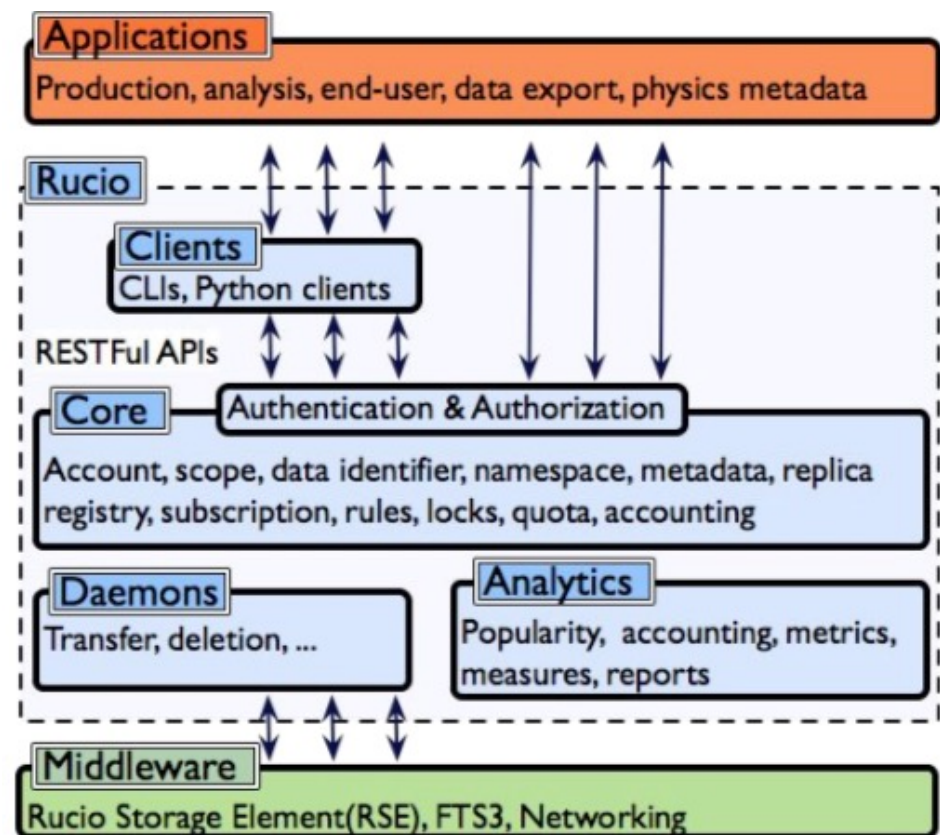 Applications
Production, analysis, end-user, data export, physics metadata
Rucio
Clients
CLIs, Python clients
RESTFul APIs
Authentication & Authorization
Core
Account, scope, data identifier, namespace, metadata, replica
registry, subscription, rules, locks, quota, accounting
Daemons
Transfer, deletion, ...
Analytics
Popularity, accounting, metrics,
measures, reports
Middleware
Rucio Storage Element(RSE), FTS3, Networking